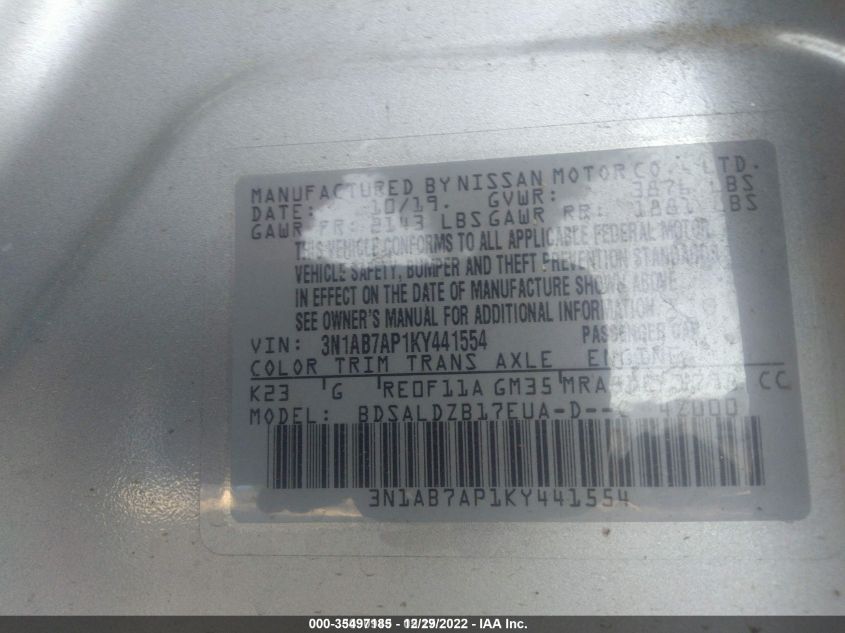 MANUFACTURED BY NISSAN MOTOR CO., LTD.
DATE: 10/19. GVWR: 3876 LBS
GAWR FR: 2143 LBS GAWR RR: 1881 LBS
THIS VEHICLE CONFORMS TO ALL APPLICABLE FEDERAL MOTOR
VEHICLE SAFETY, BUMPER AND THEFT PREVENTION STANDARDS
IN EFFECT ON THE DATE OF MANUFACTURE SHOWN ABOVE.
SEE OWNER'S MANUAL FOR ADDITIONAL INFORMATION.
VIN: 3N1AB7AP1KY441554 PASSENGER CAR
COLOR TRIM TRANS AXLE ENGINE
K23 G RE0F11A GM35 CC
MODEL: BDSALDZB17EUA-D-- 42000
3N1AB7AP1KY441554
000-35497185 - 12/29/2022 - IAA Inc.